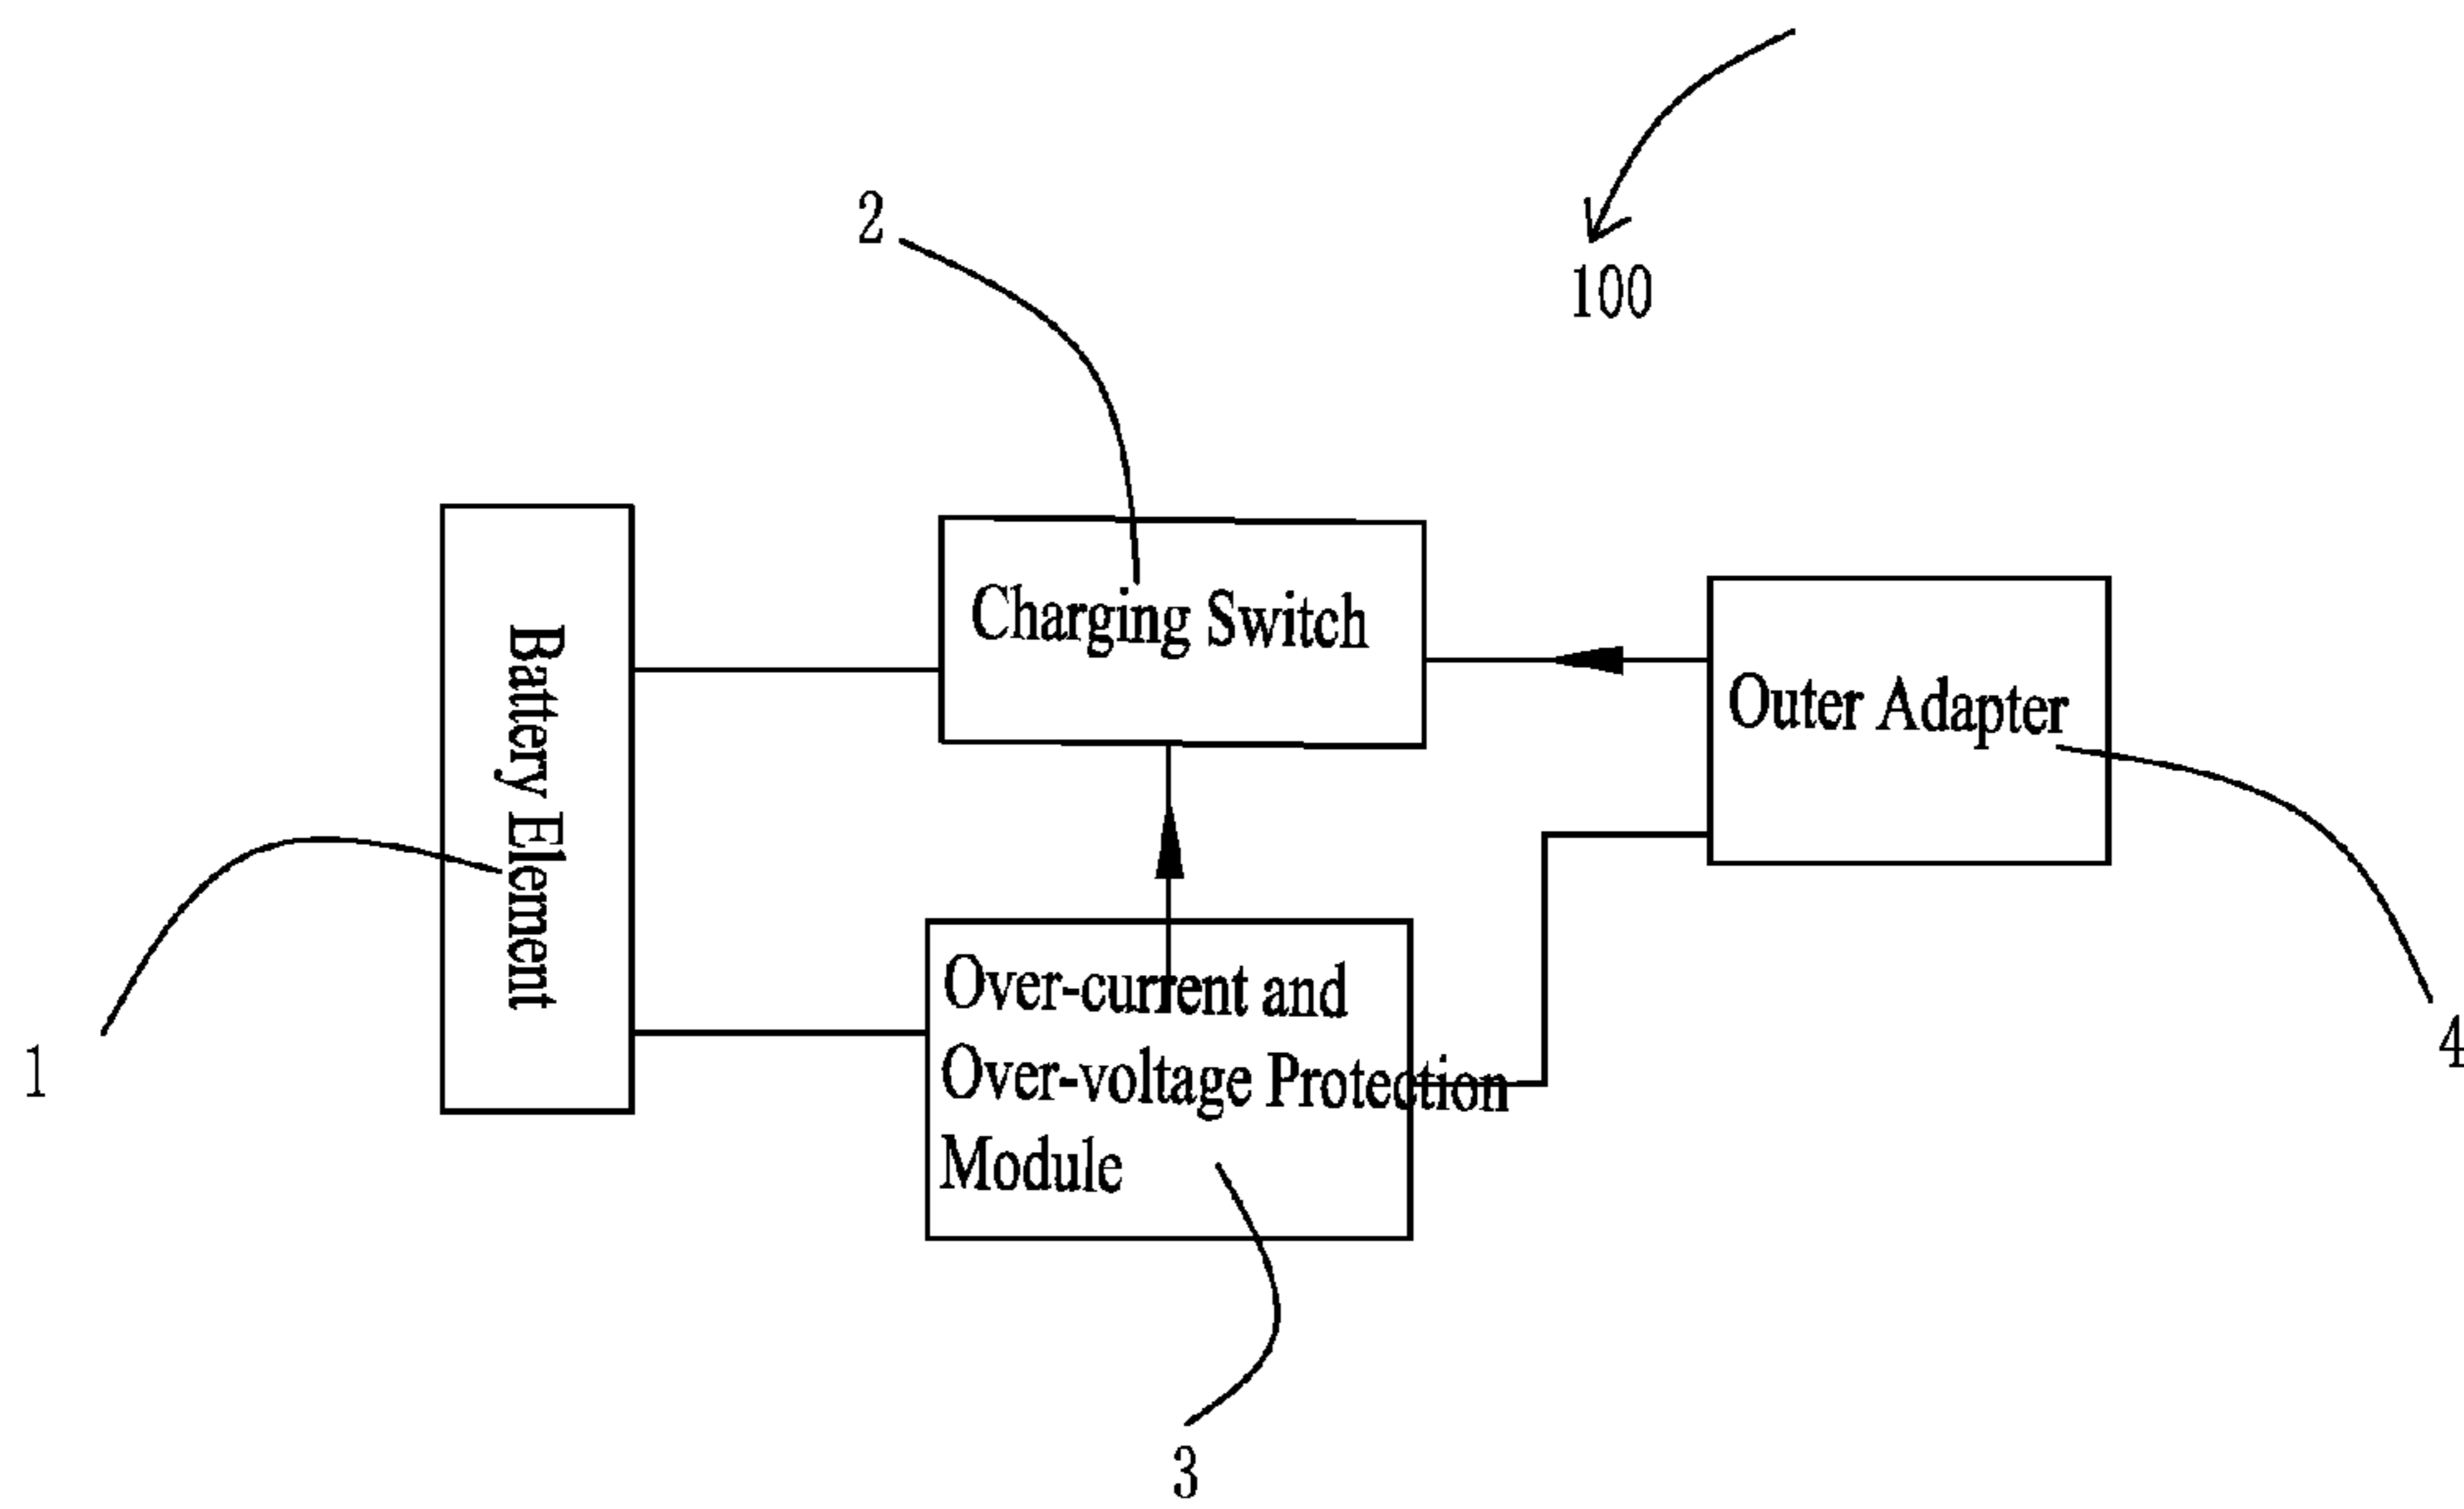 2
100
Charging Switch
Outer Adapter
Battery Element
Over-current and
Over-voltage Protection
Module
1
4
3